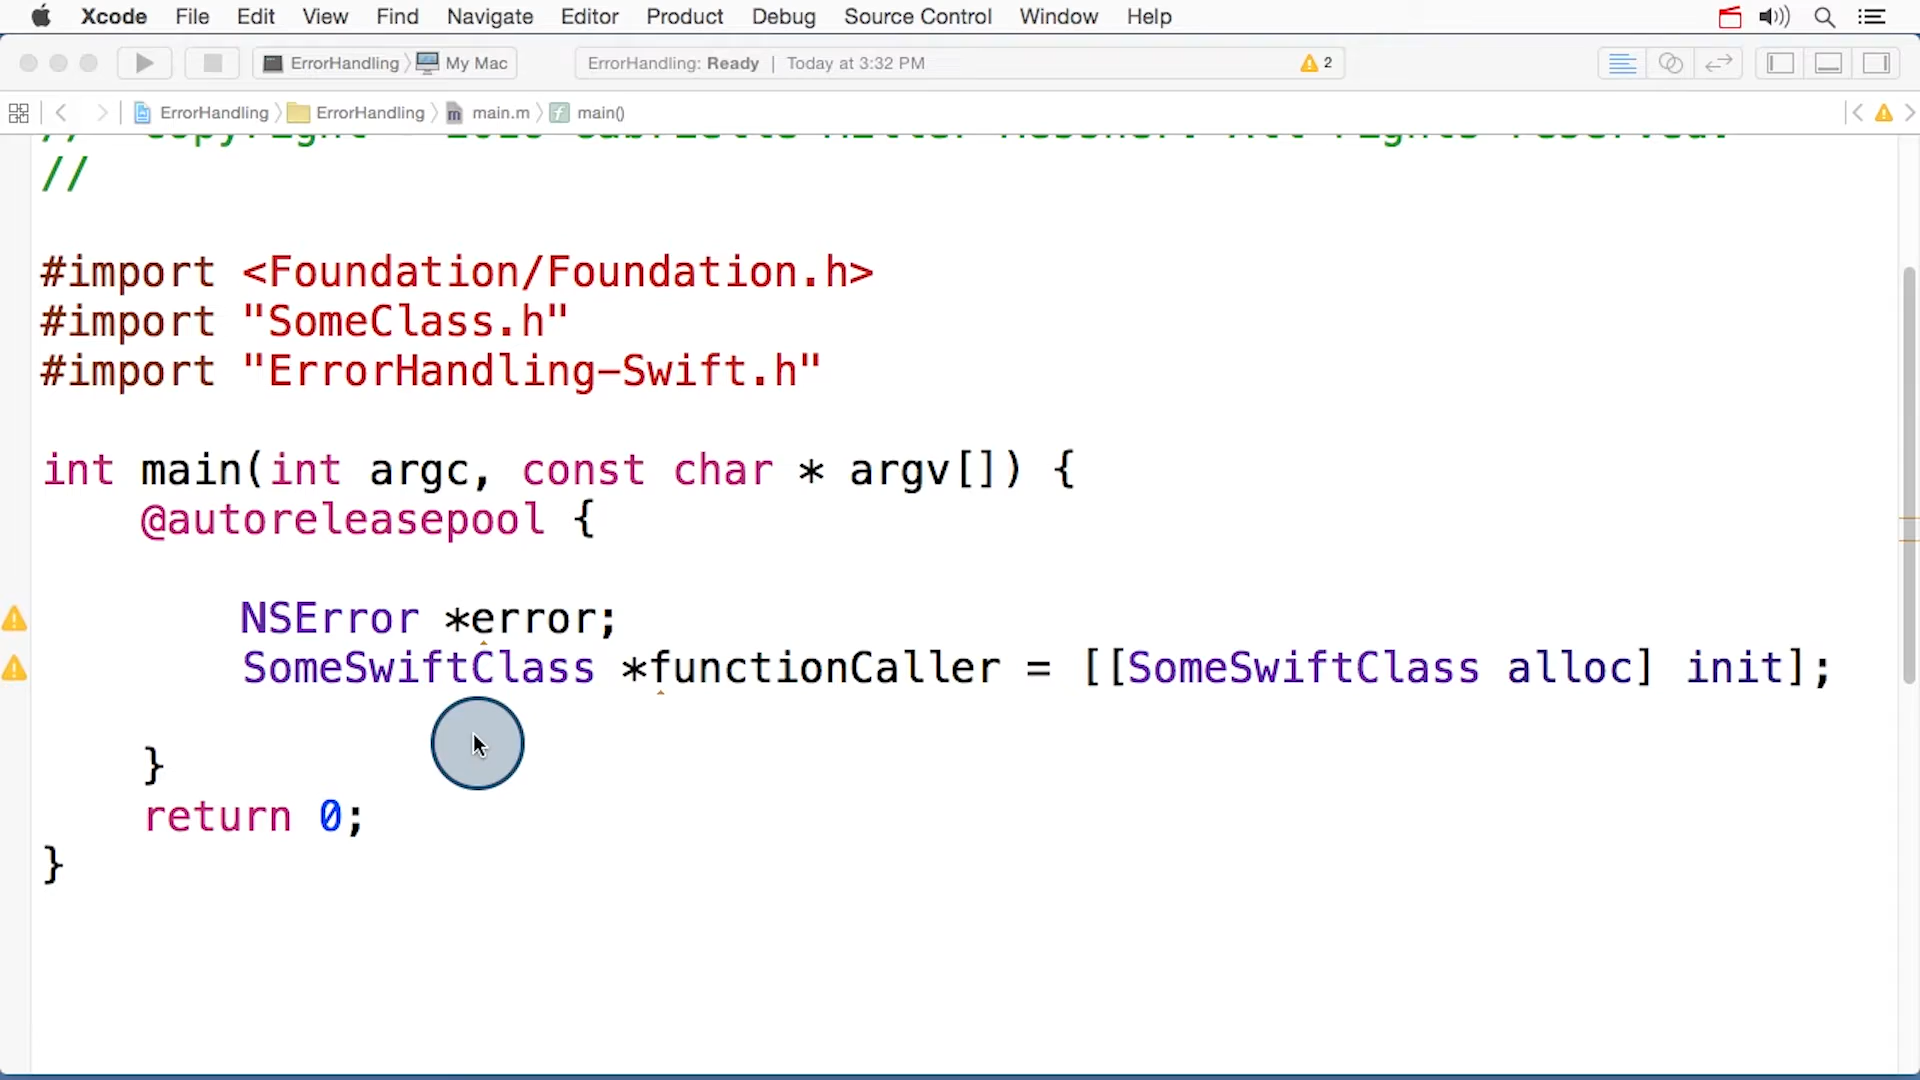 Xcode File Edit View Find Navigate Editor Product Debug Source Control Window Help
ErrorHandling My Mac ErrorHandling: Ready | Today at 3:32 PM 2
ErrorHandling ErrorHandling m main.m f main()
//
#import <Foundation/Foundation.h>
#import "SomeClass.h"
#import "ErrorHandling-Swift.h"
int main(int argc, const char * argv[]) {
@autoreleasepool {
NSError *error;
SomeSwiftClass *functionCaller = [[SomeSwiftClass alloc] init];
}
return 0;
}